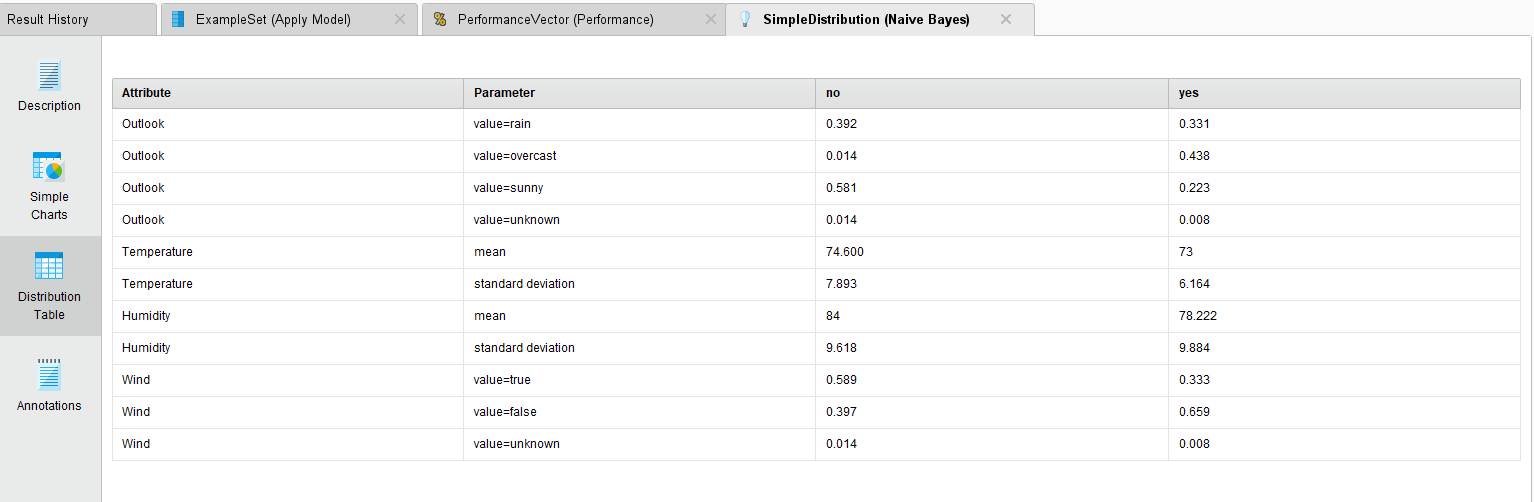 Result History
ExampleSet (Apply Model)
PerformanceVector (Performance)
SimpleDistribution (Naive Bayes)
Description
Simple
Charts
Distribution
Table
Annotations
Attribute Parameter no yes
Outlook value=rain 0.392 0.331
Outlook value=overcast 0.014 0.438
Outlook value=sunny 0.581 0.223
Outlook value=unknown 0.014 0.008
Temperature mean 74.600 73
Temperature standard deviation 7.893 6.164
Humidity mean 84 78.222
Humidity standard deviation 9.618 9.884
Wind value=true 0.589 0.333
Wind value=false 0.397 0.659
Wind value=unknown 0.014 0.008